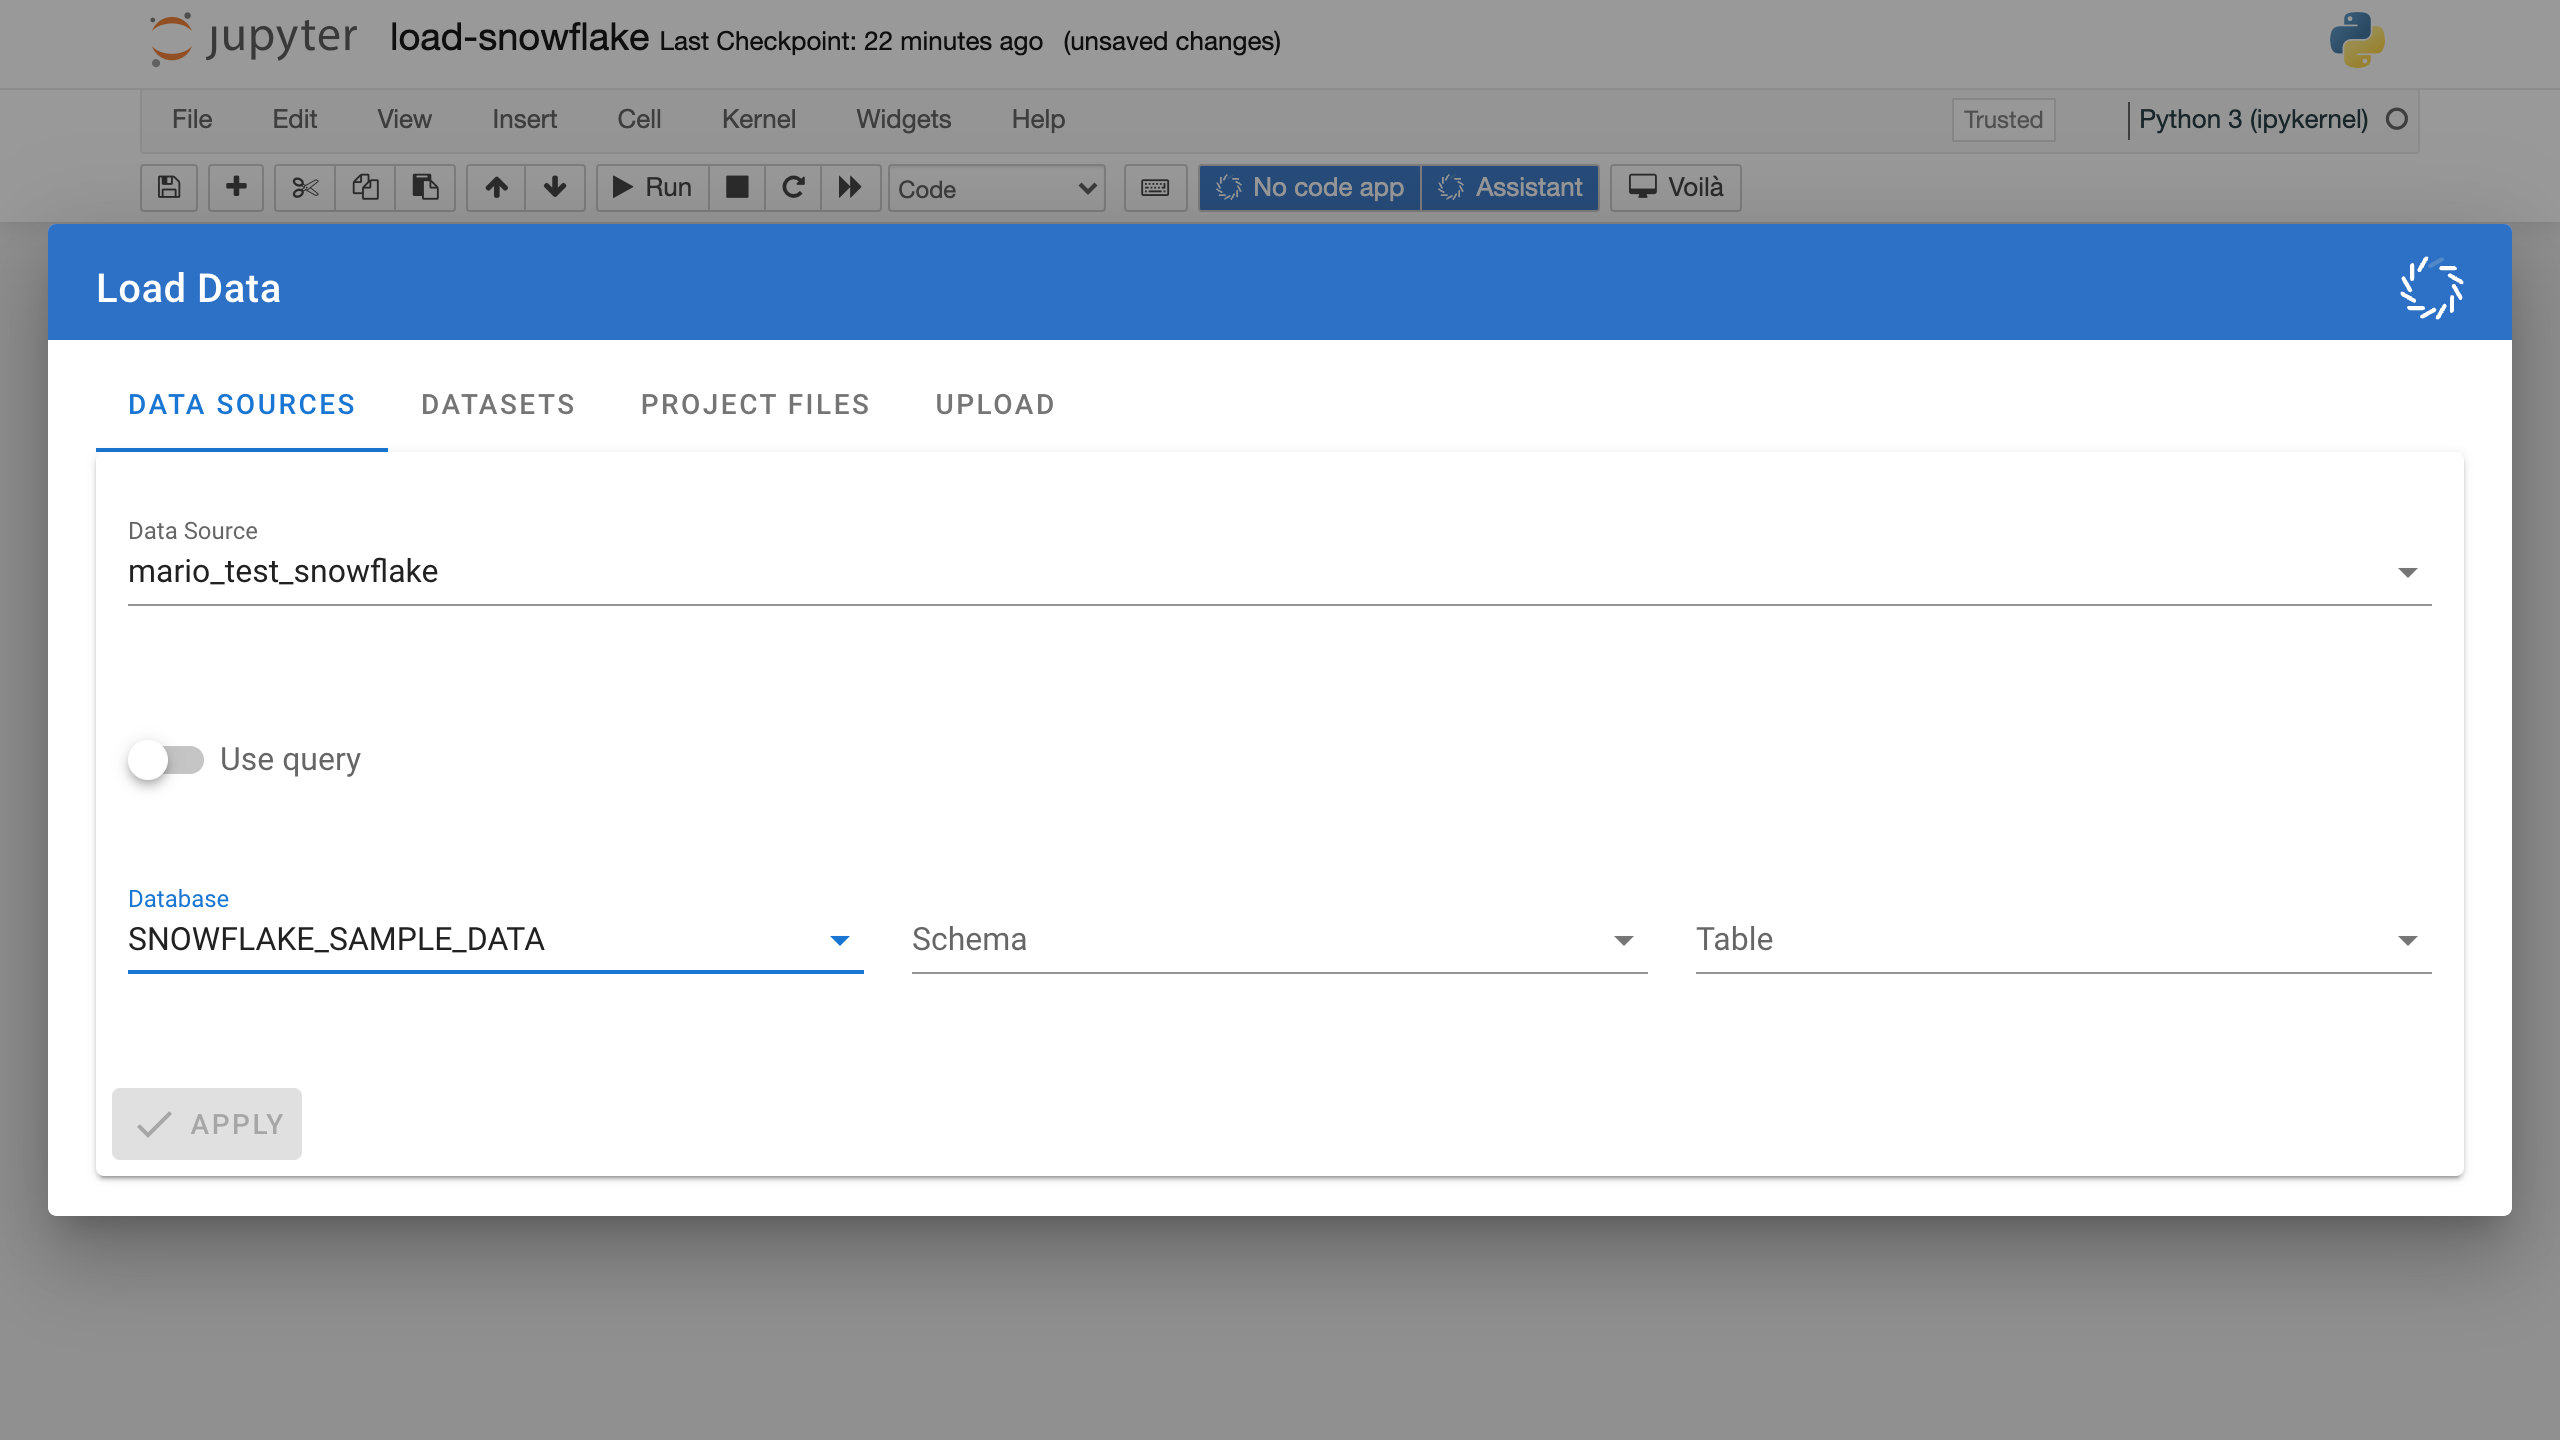 jupyter load-snowflake Last Checkpoint: 22 minutes ago (unsaved changes)
File Edit View Insert Cell Kernel Widgets Help Trusted Python 3 (ipykernel)
Run Code No code app Assistant Voilà
Load Data
DATA SOURCES DATASETS PROJECT FILES UPLOAD
Data Source
mario_test_snowflake
Use query
Database
SNOWFLAKE_SAMPLE_DATA Schema Table
APPLY